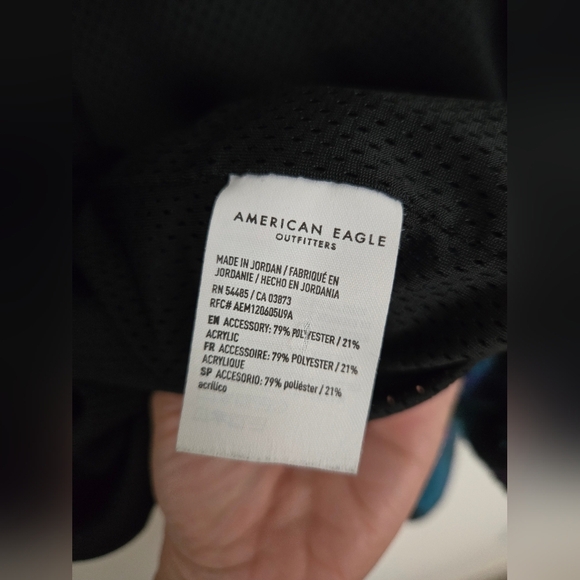 AMERICAN EAGLE
OUTFITTERS
MADE IN JORDAN / FABRIQUÉ EN
JORDANIE / HECHO EN JORDANIA
RN 54485 / CA 03873
RFC# AEM120605U9A
EN ACCESSORY: 79% POLYESTER / 21%
ACRYLIC
FR ACCESSOIRE: 79% POLYESTER / 21%
ACRYLIQUE
SP ACCESORIO: 79% poliéster / 21%
acrílico